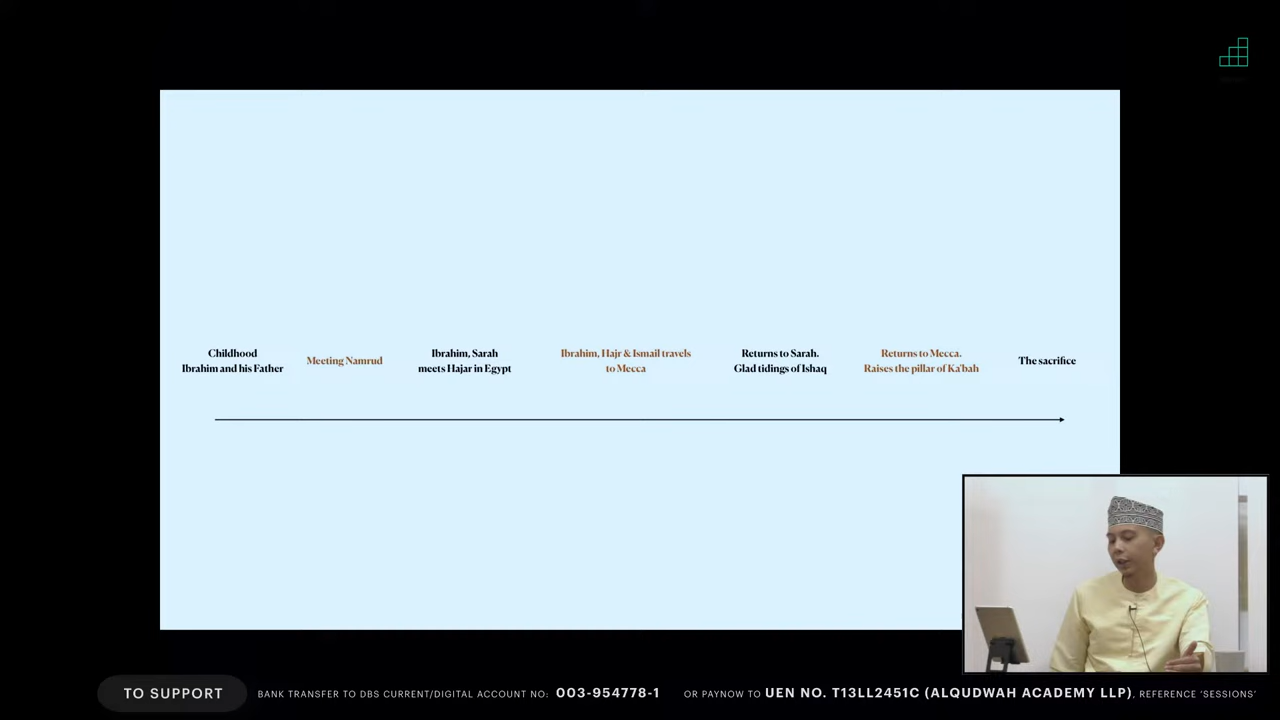 Childhood
Ibrahim and his Father
Meeting Namrud
Ibrahim, Sarah
meets Hajar in Egypt
Ibrahim, Hajr & Ismail travels
to Mecca
Returns to Sarah.
Glad tidings of Ishaq
Returns to Mecca.
Raises the pillar of Ka'bah
The sacrifice
TO SUPPORT
BANK TRANSFER TO DBS CURRENT/DIGITAL ACCOUNT NO: 003-954778-1 OR PAYNOW TO UEN NO. T13LL2451C (ALQUDWAH ACADEMY LLP), REFERENCE ‘SESSIONS’